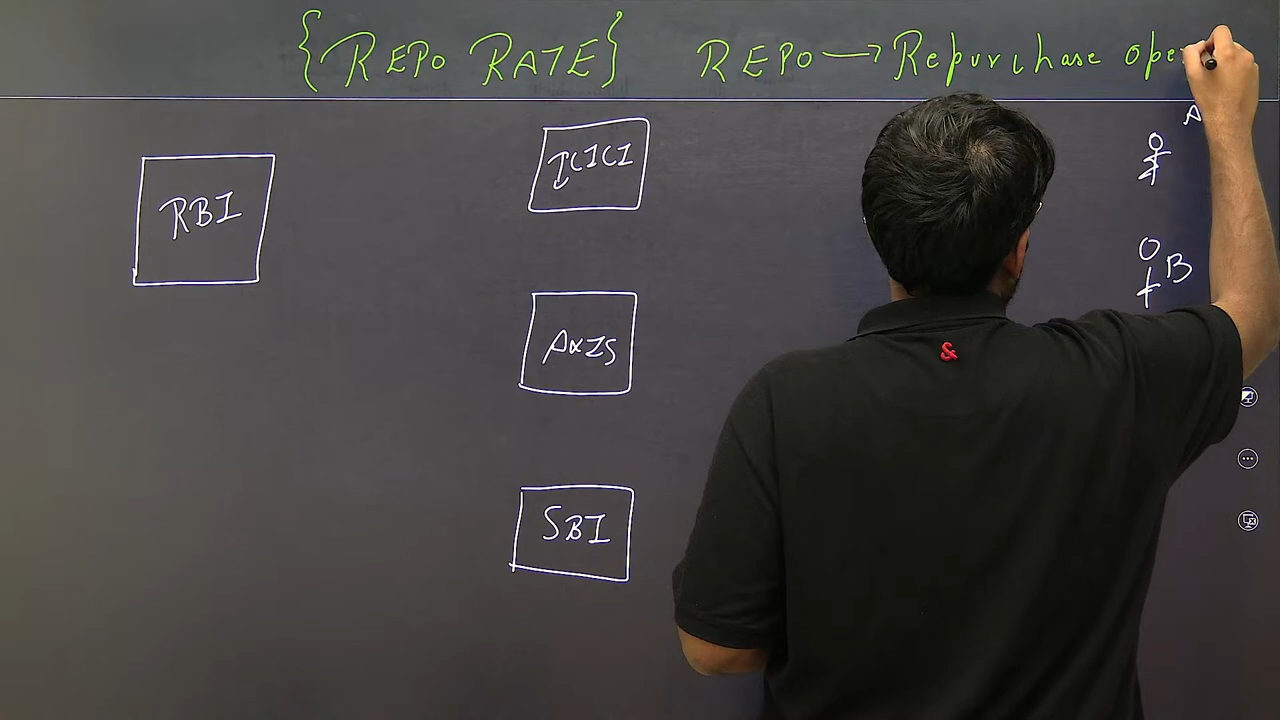 {REPO RATE} REPO → Repurchase ope
A
ICICI
RBI
B
AXIS
SBI
&